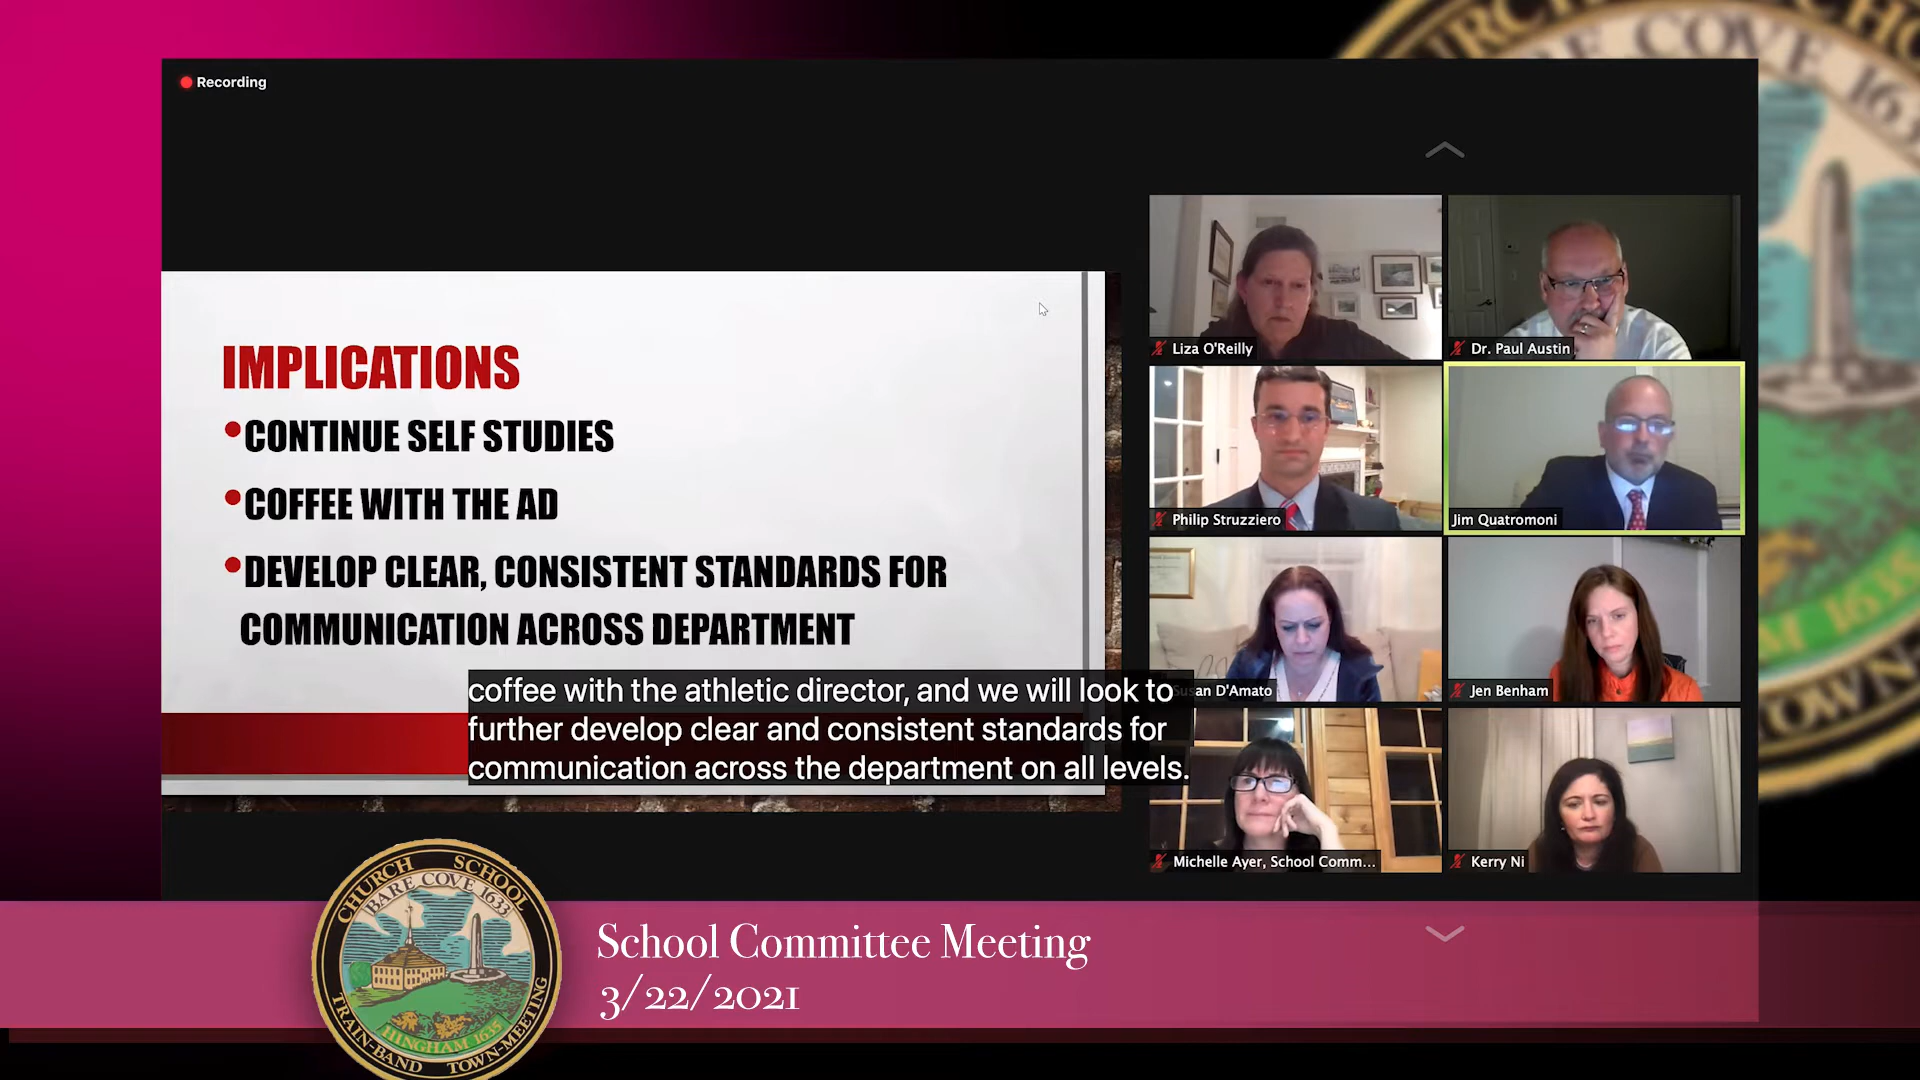 Recording
IMPLICATIONS
•CONTINUE SELF STUDIES
•COFFEE WITH THE AD
•DEVELOP CLEAR, CONSISTENT STANDARDS FOR
COMMUNICATION ACROSS DEPARTMENT
coffee with the athletic director, and we will look to
further develop clear and consistent standards for
communication across the department on all levels.
Liza O'Reilly
Dr. Paul Austin
Philip Struzziero
Jim Quatromoni
Susan D'Amato
Jen Benham
Michelle Ayer, School Comm...
Kerry Ni
CHURCH SCHOOL
BARE COVE 1633
HINGHAM 1635
TRAIN-BAND TOWN-MEETING
School Committee Meeting
3/22/2021